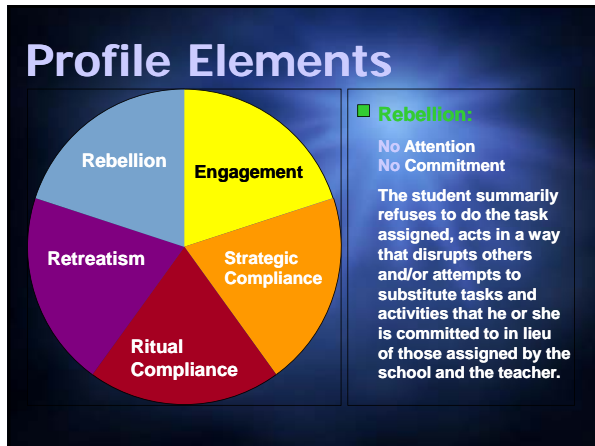 Profile Elements
Rebellion
Engagement
Retreatism
Strategic
Compliance
Ritual
Compliance
Rebellion:
No Attention
No Commitment
The student summarily
refuses to do the task
assigned, acts in a way
that disrupts others
and/or attempts to
substitute tasks and
activities that he or she
is committed to in lieu
of those assigned by the
school and the teacher.